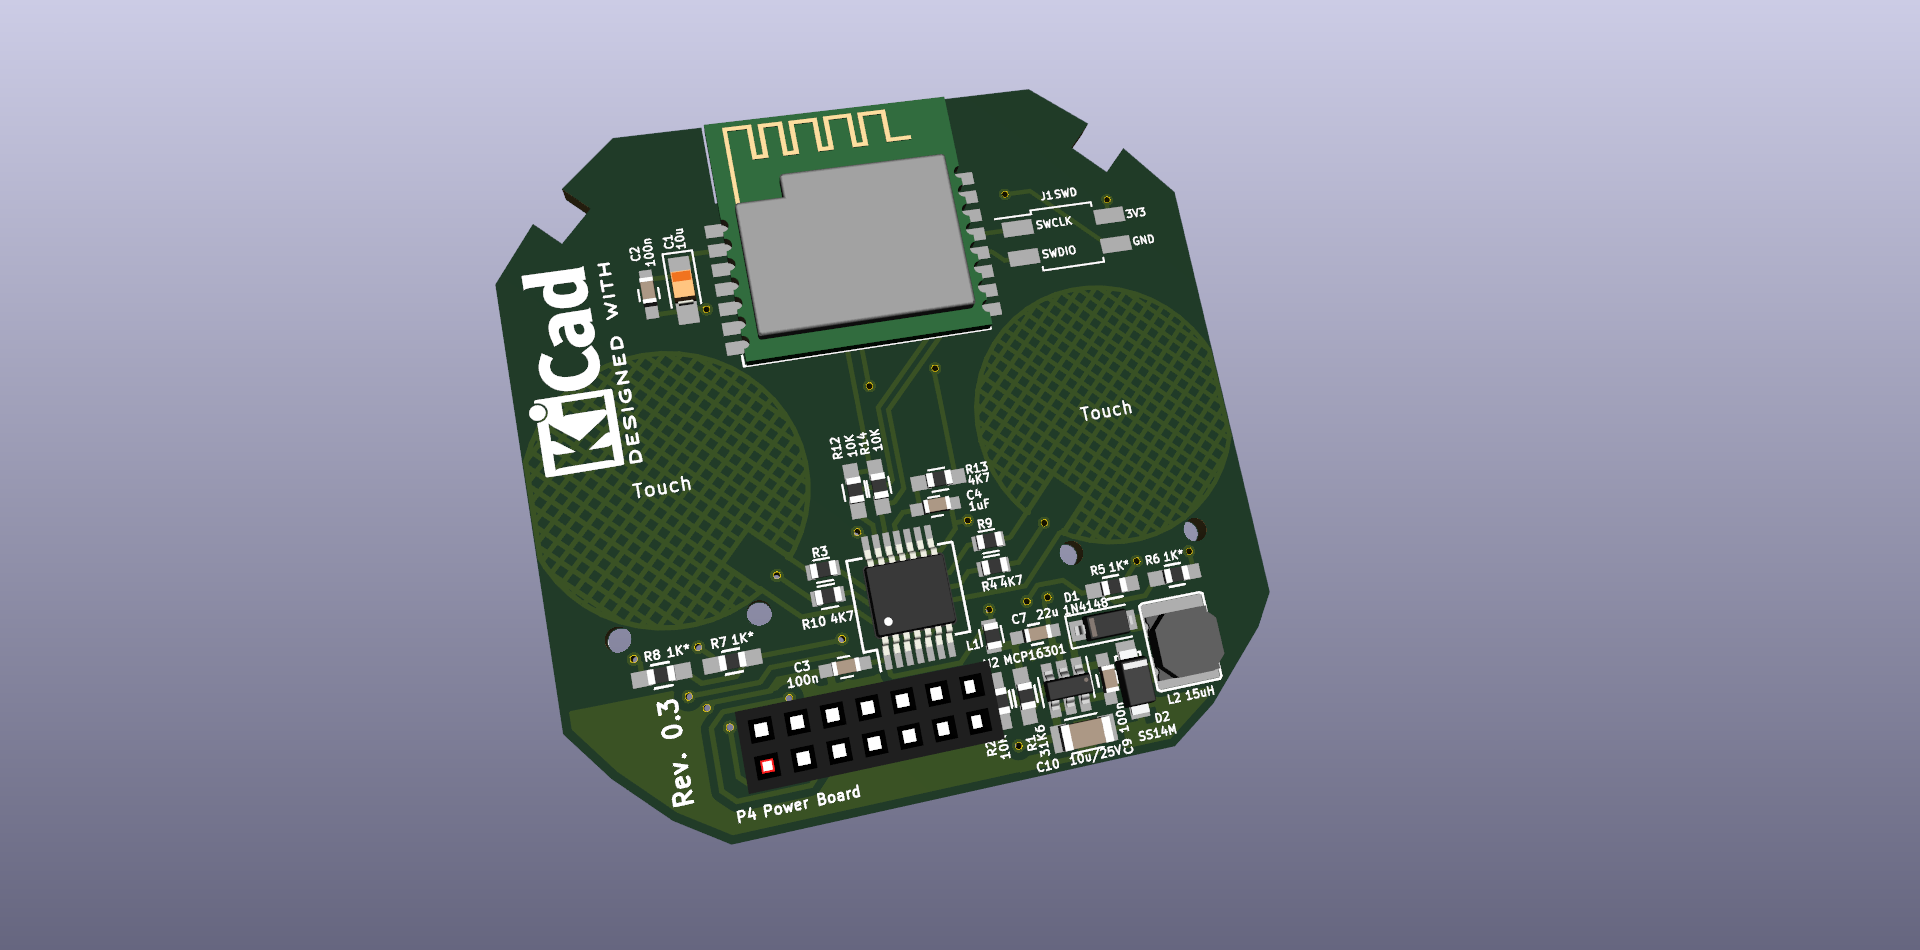 J1 SWD
SWCLK
3V3
SWDIO
GND
C2
100n
C1
10u
KiCad
DESIGNED WITH
Touch
Touch
R12
10K
R14
10K
R13
4K7
C4
1uF
R9
R4 4K7
R3
R10 4K7
R5 1K*
R6 1K*
D1
1N4148
C7 22u
L1
MCP16301
R8 1K*
R7 1K*
C3
100n
L2 15uH
D2
SS14M
C9 100n
C10 10u/25V
R1
31K6
Rev. 0.3
P4 Power Board